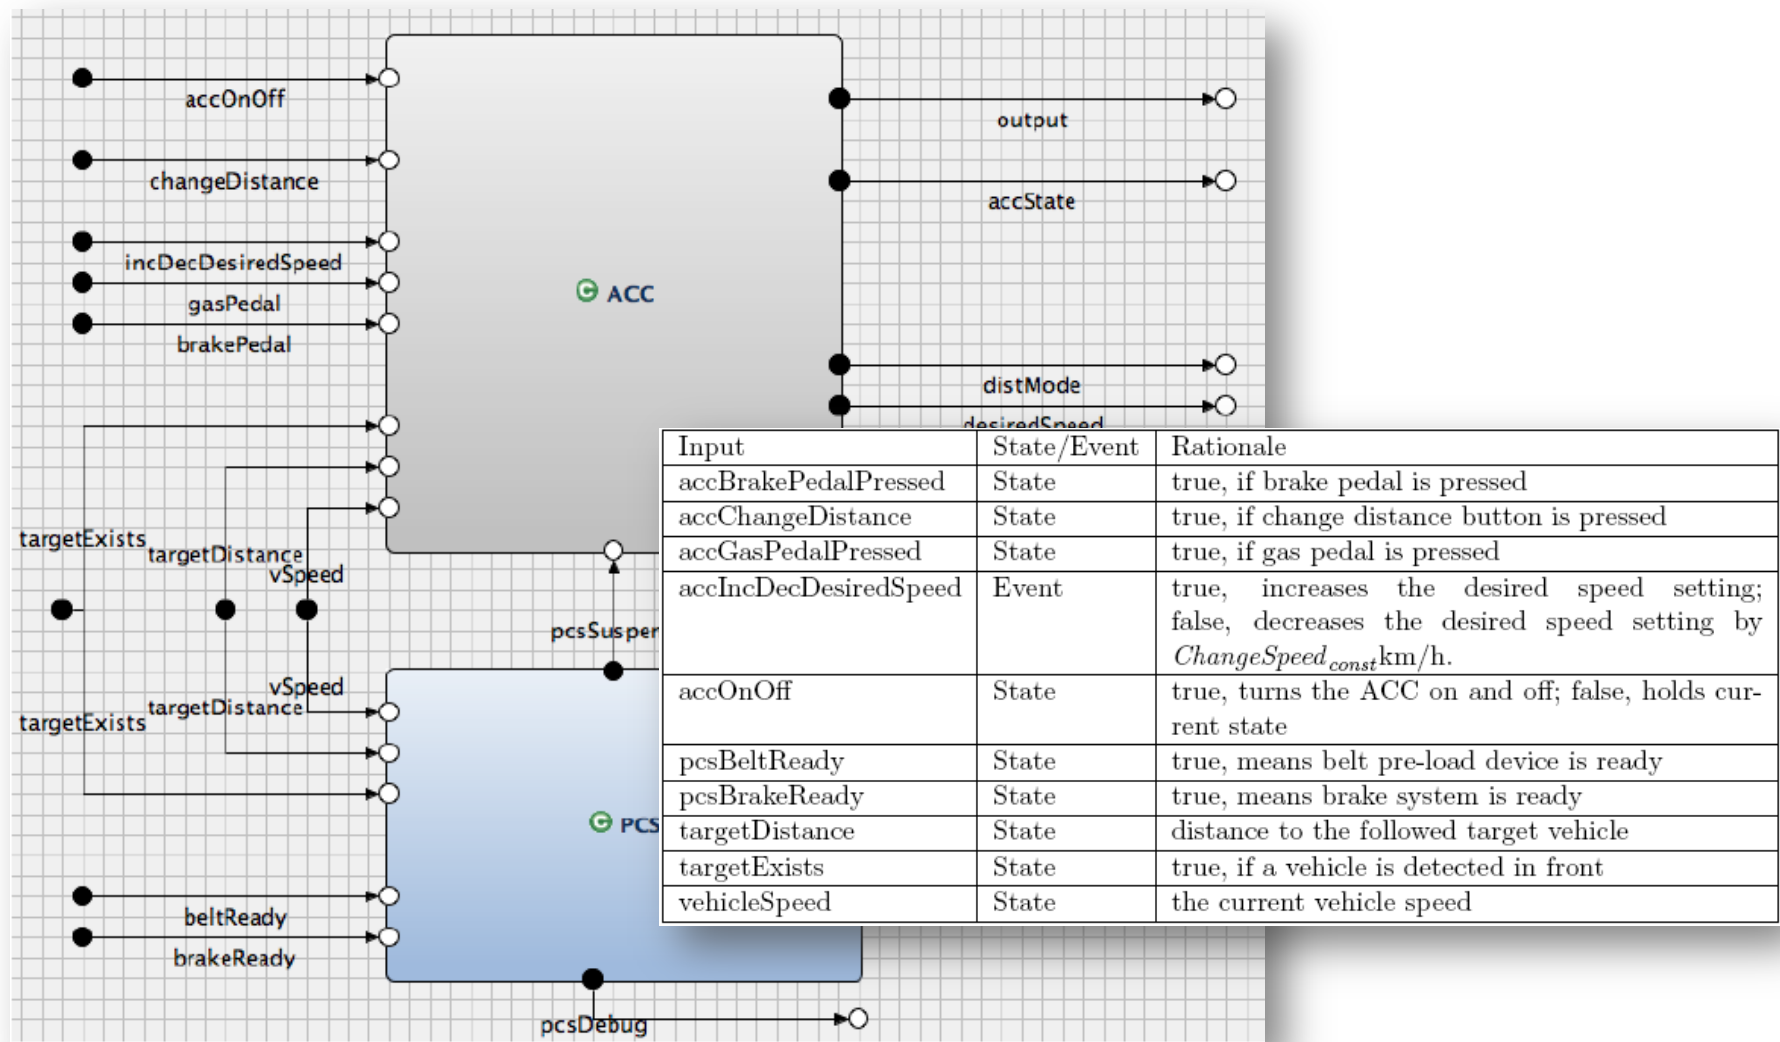 accOnOff
output
changeDistance
accState
incDecDesiredSpeed
ACC
gasPedal
brakePedal
distMode
desiredSpeed
targetExists
targetDistance
vSpeed
vSpeed
targetDistance
targetExists
PCS
beltReady
brakeReady
pcsDebug
Input State/Event Rationale
accBrakePedalPressed State true, if brake pedal is pressed
accChangeDistance State true, if change distance button is pressed
accGasPedalPressed State true, if gas pedal is pressed
accIncDecDesiredSpeed Event true, increases the desired speed setting;
false, decreases the desired speed setting by
ChangeSpeed_const km/h.
accOnOff State true, turns the ACC on and off; false, holds cur-
rent state
pcsBeltReady State true, means belt pre-load device is ready
pcsBrakeReady State true, means brake system is ready
targetDistance State distance to the followed target vehicle
targetExists State true, if a vehicle is detected in front
vehicleSpeed State the current vehicle speed